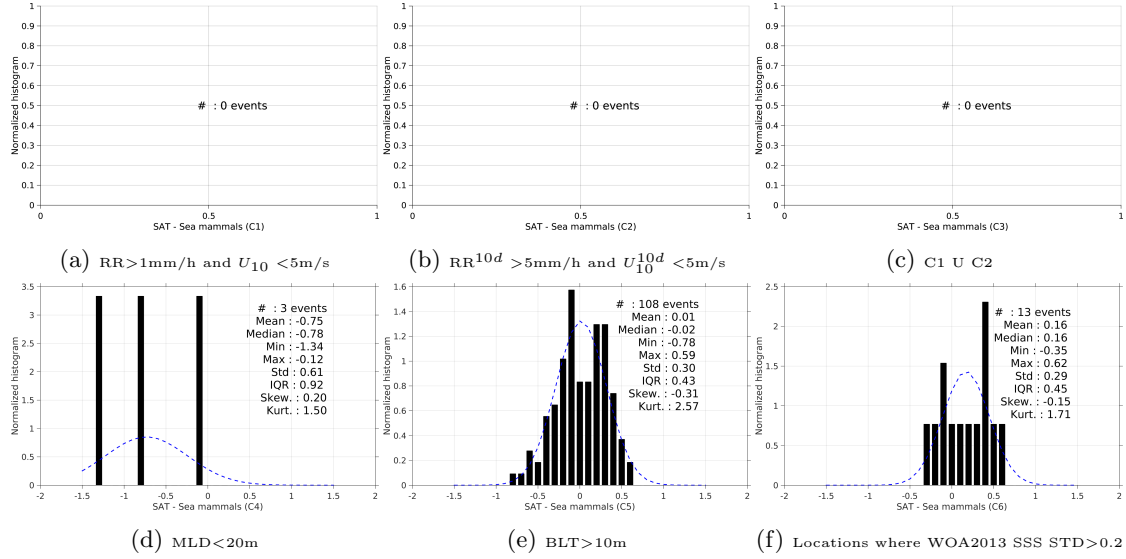 1
0.9
0.8
0.7
0.6
0.5
0.4
0.3
0.2
0.1
0
Normalized histogram
# : 0 events
0 0.5 1
SAT - Sea mammals (C1)
(a) RR>1mm/h and U10 <5m/s
1
0.9
0.8
0.7
0.6
0.5
0.4
0.3
0.2
0.1
0
Normalized histogram
# : 0 events
0 0.5 1
SAT - Sea mammals (C2)
(b) RR^10d >5mm/h and U10^10d <5m/s
1
0.9
0.8
0.7
0.6
0.5
0.4
0.3
0.2
0.1
0
Normalized histogram
# : 0 events
0 0.5 1
SAT - Sea mammals (C3)
(c) C1 U C2
3.5
3
2.5
2
1.5
1
0.5
0
Normalized histogram
# : 3 events
Mean : -0.75
Median : -0.78
Min : -1.34
Max : -0.12
Std : 0.61
IQR : 0.92
Skew. : 0.20
Kurt. : 1.50
-2 -1.5 -1 -0.5 0 0.5 1 1.5 2
SAT - Sea mammals (C4)
(d) MLD<20m
1.6
1.4
1.2
1
0.8
0.6
0.4
0.2
0
Normalized histogram
# : 108 events
Mean : 0.01
Median : -0.02
Min : -0.78
Max : 0.59
Std : 0.30
IQR : 0.43
Skew. : -0.31
Kurt. : 2.57
-2 -1.5 -1 -0.5 0 0.5 1 1.5 2
SAT - Sea mammals (C5)
(e) BLT>10m
2.5
2
1.5
1
0.5
0
Normalized histogram
# : 13 events
Mean : 0.16
Median : 0.16
Min : -0.35
Max : 0.62
Std : 0.29
IQR : 0.45
Skew. : -0.15
Kurt. : 1.71
-2 -1.5 -1 -0.5 0 0.5 1 1.5 2
SAT - Sea mammals (C6)
(f) Locations where WOA2013 SSS STD>0.2